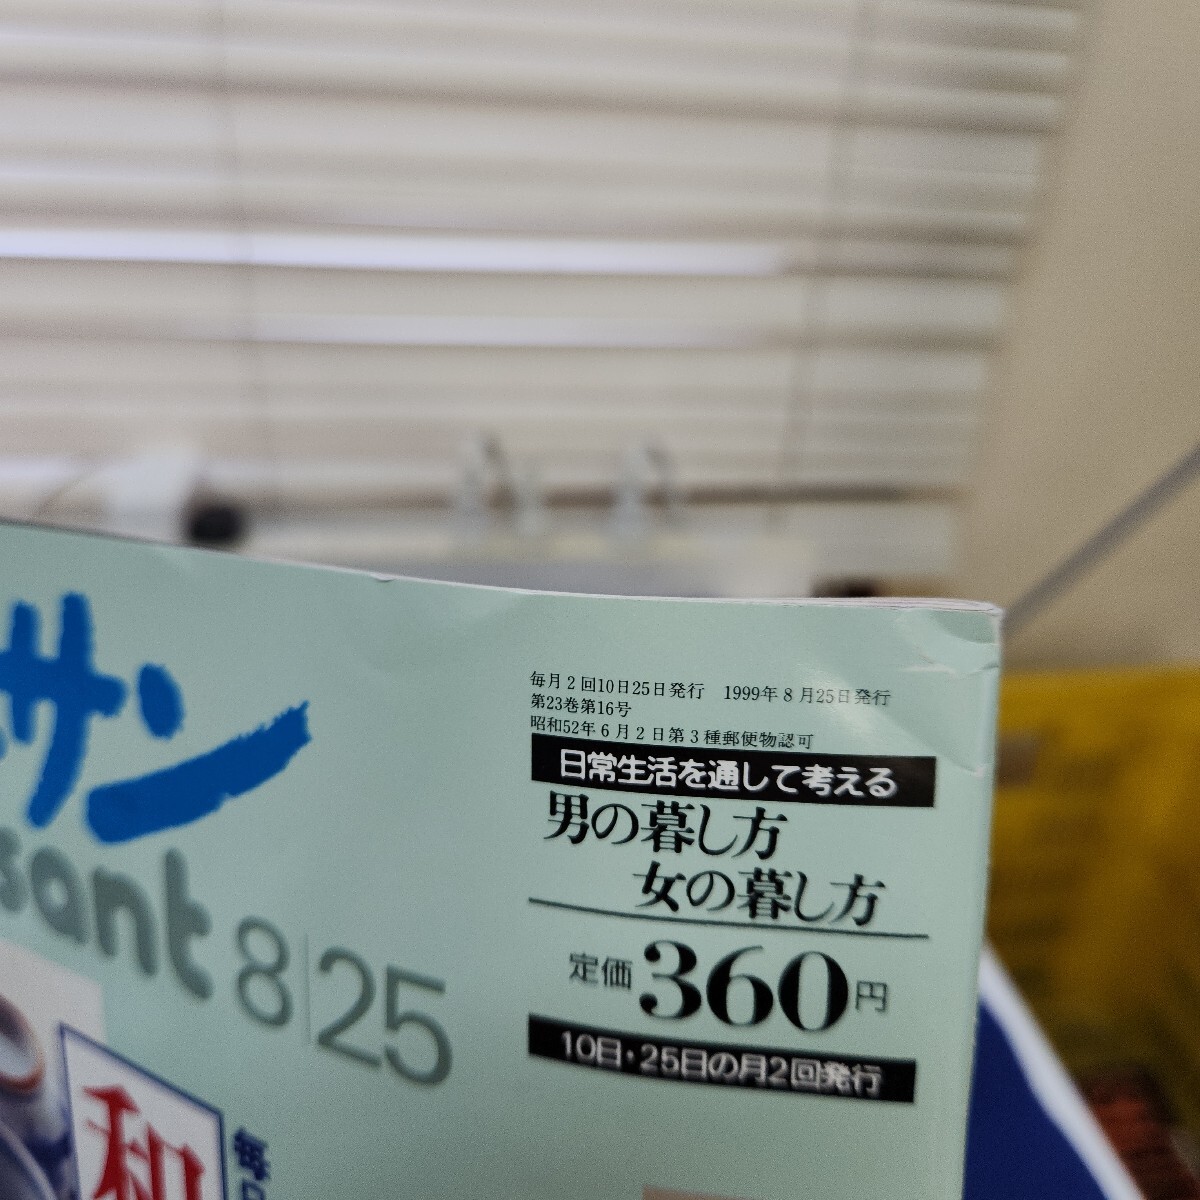 サン
sant 8|25
毎月2回10日25日発行 1999年8月25日発行
第23巻第16号
昭和52年6月2日第3種郵便物認可
日常生活を通して考える
男の暮し方
女の暮し方
定価360円
10日・25日の月2回発行
和
毎日